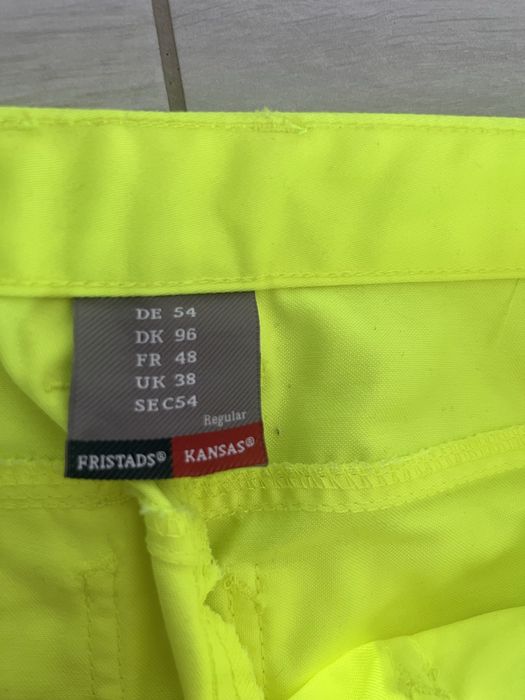 DE 54
DK 96
FR 48
UK 38
SE C54
Regular
FRISTADS® KANSAS®